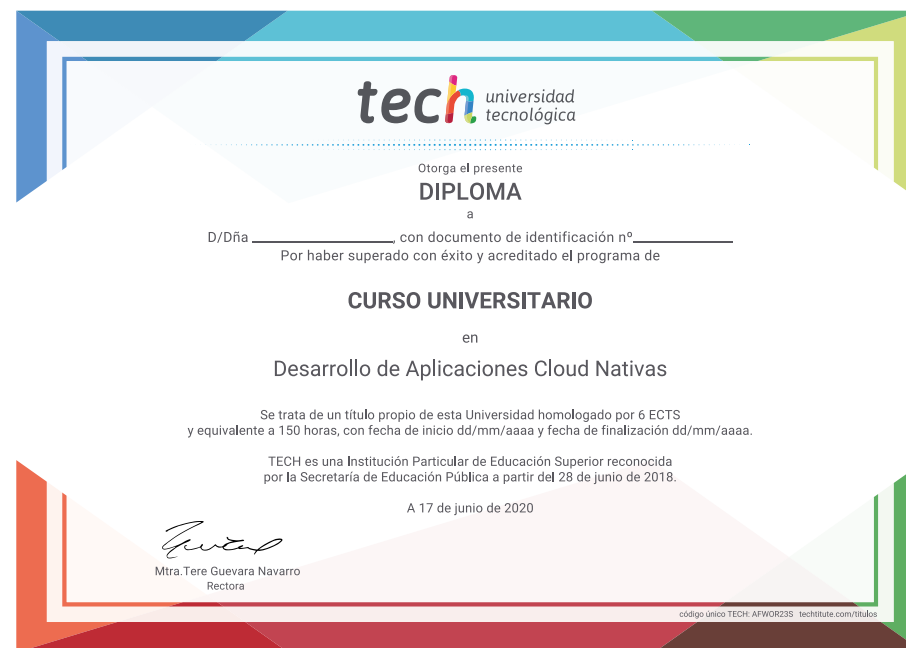 tech universidad
tecnológica
Otorga el presente
DIPLOMA
a
D/Dña ____________________, con documento de identificación nº______________
Por haber superado con éxito y acreditado el programa de
CURSO UNIVERSITARIO
en
Desarrollo de Aplicaciones Cloud Nativas
Se trata de un título propio de esta Universidad homologado por 6 ECTS
y equivalente a 150 horas, con fecha de inicio dd/mm/aaaa y fecha de finalización dd/mm/aaaa.
TECH es una Institución Particular de Educación Superior reconocida
por la Secretaría de Educación Pública a partir del 28 de junio de 2018.
A 17 de junio de 2020
Mtra.Tere Guevara Navarro
Rectora
código único TECH: AFWOR23S techtitute.com/titulos